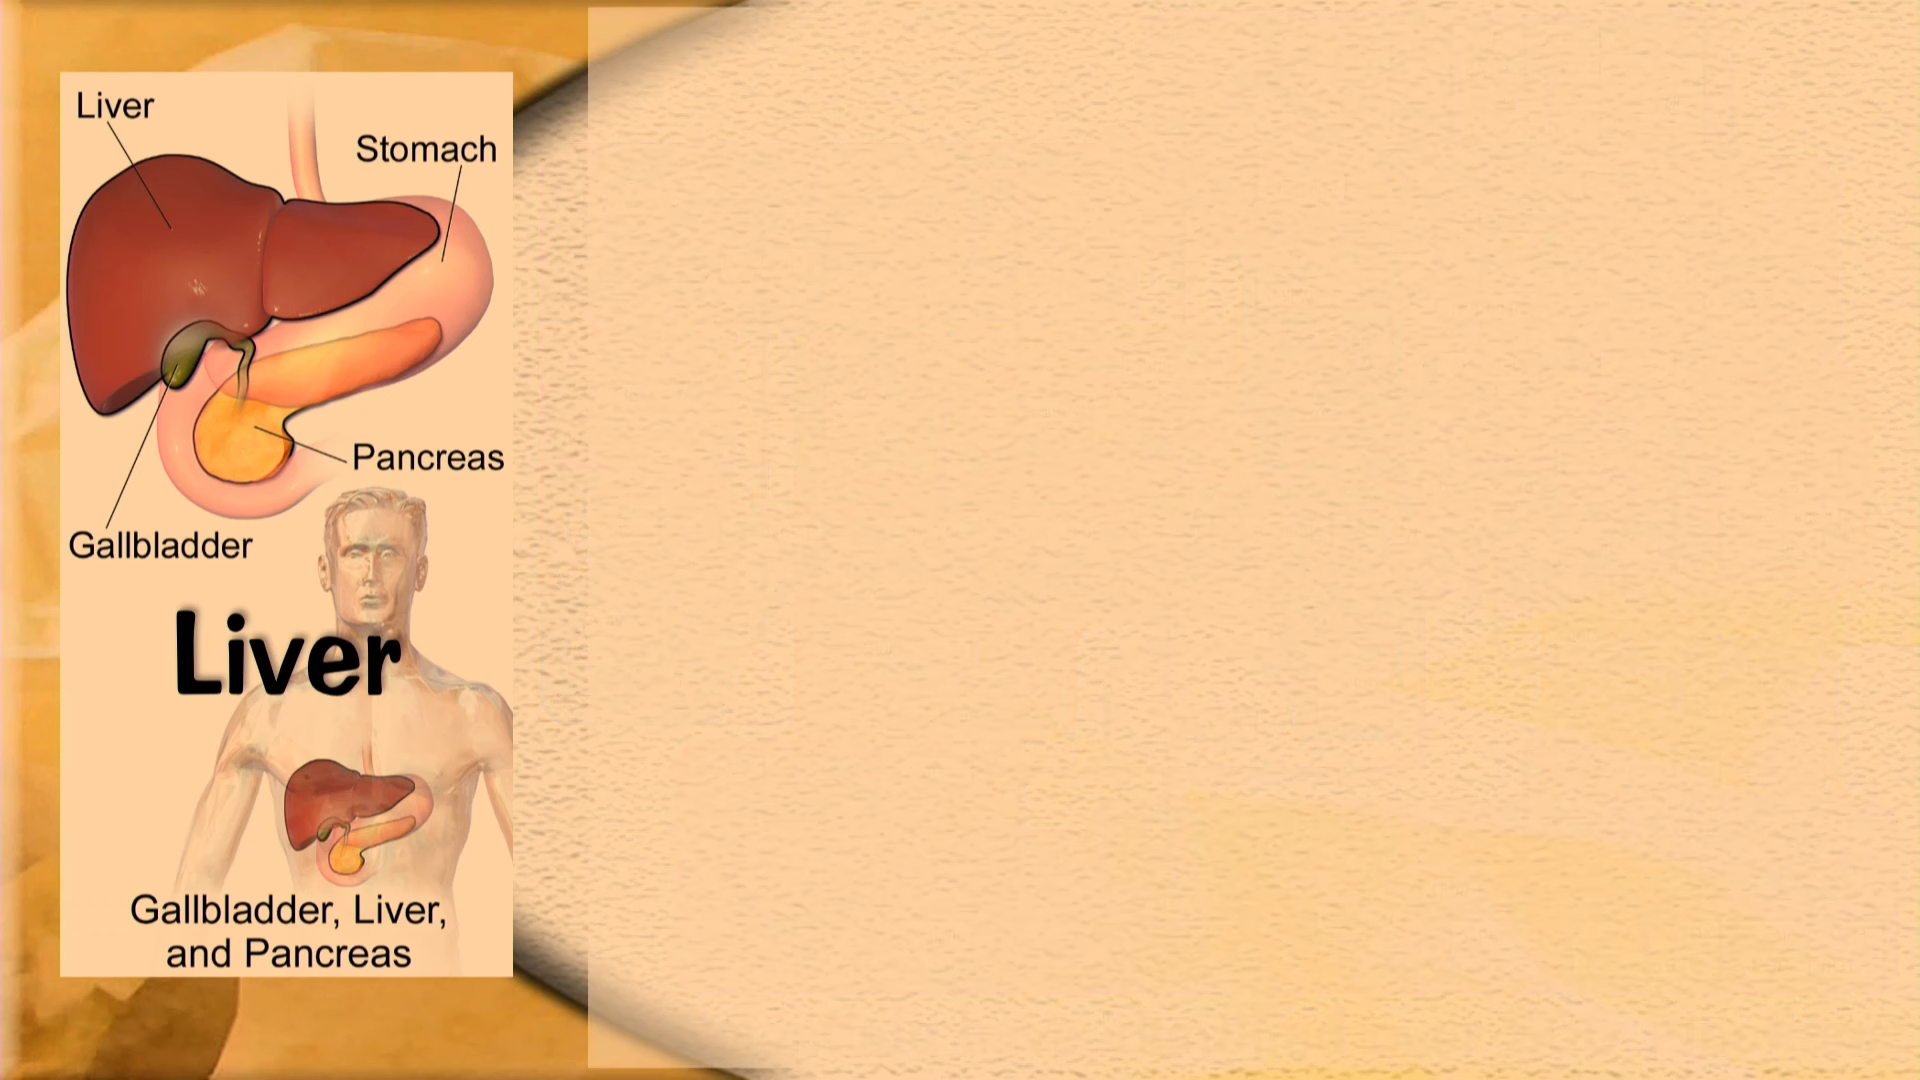 Liver
Stomach
Pancreas
Gallbladder
Liver
Gallbladder, Liver,
and Pancreas